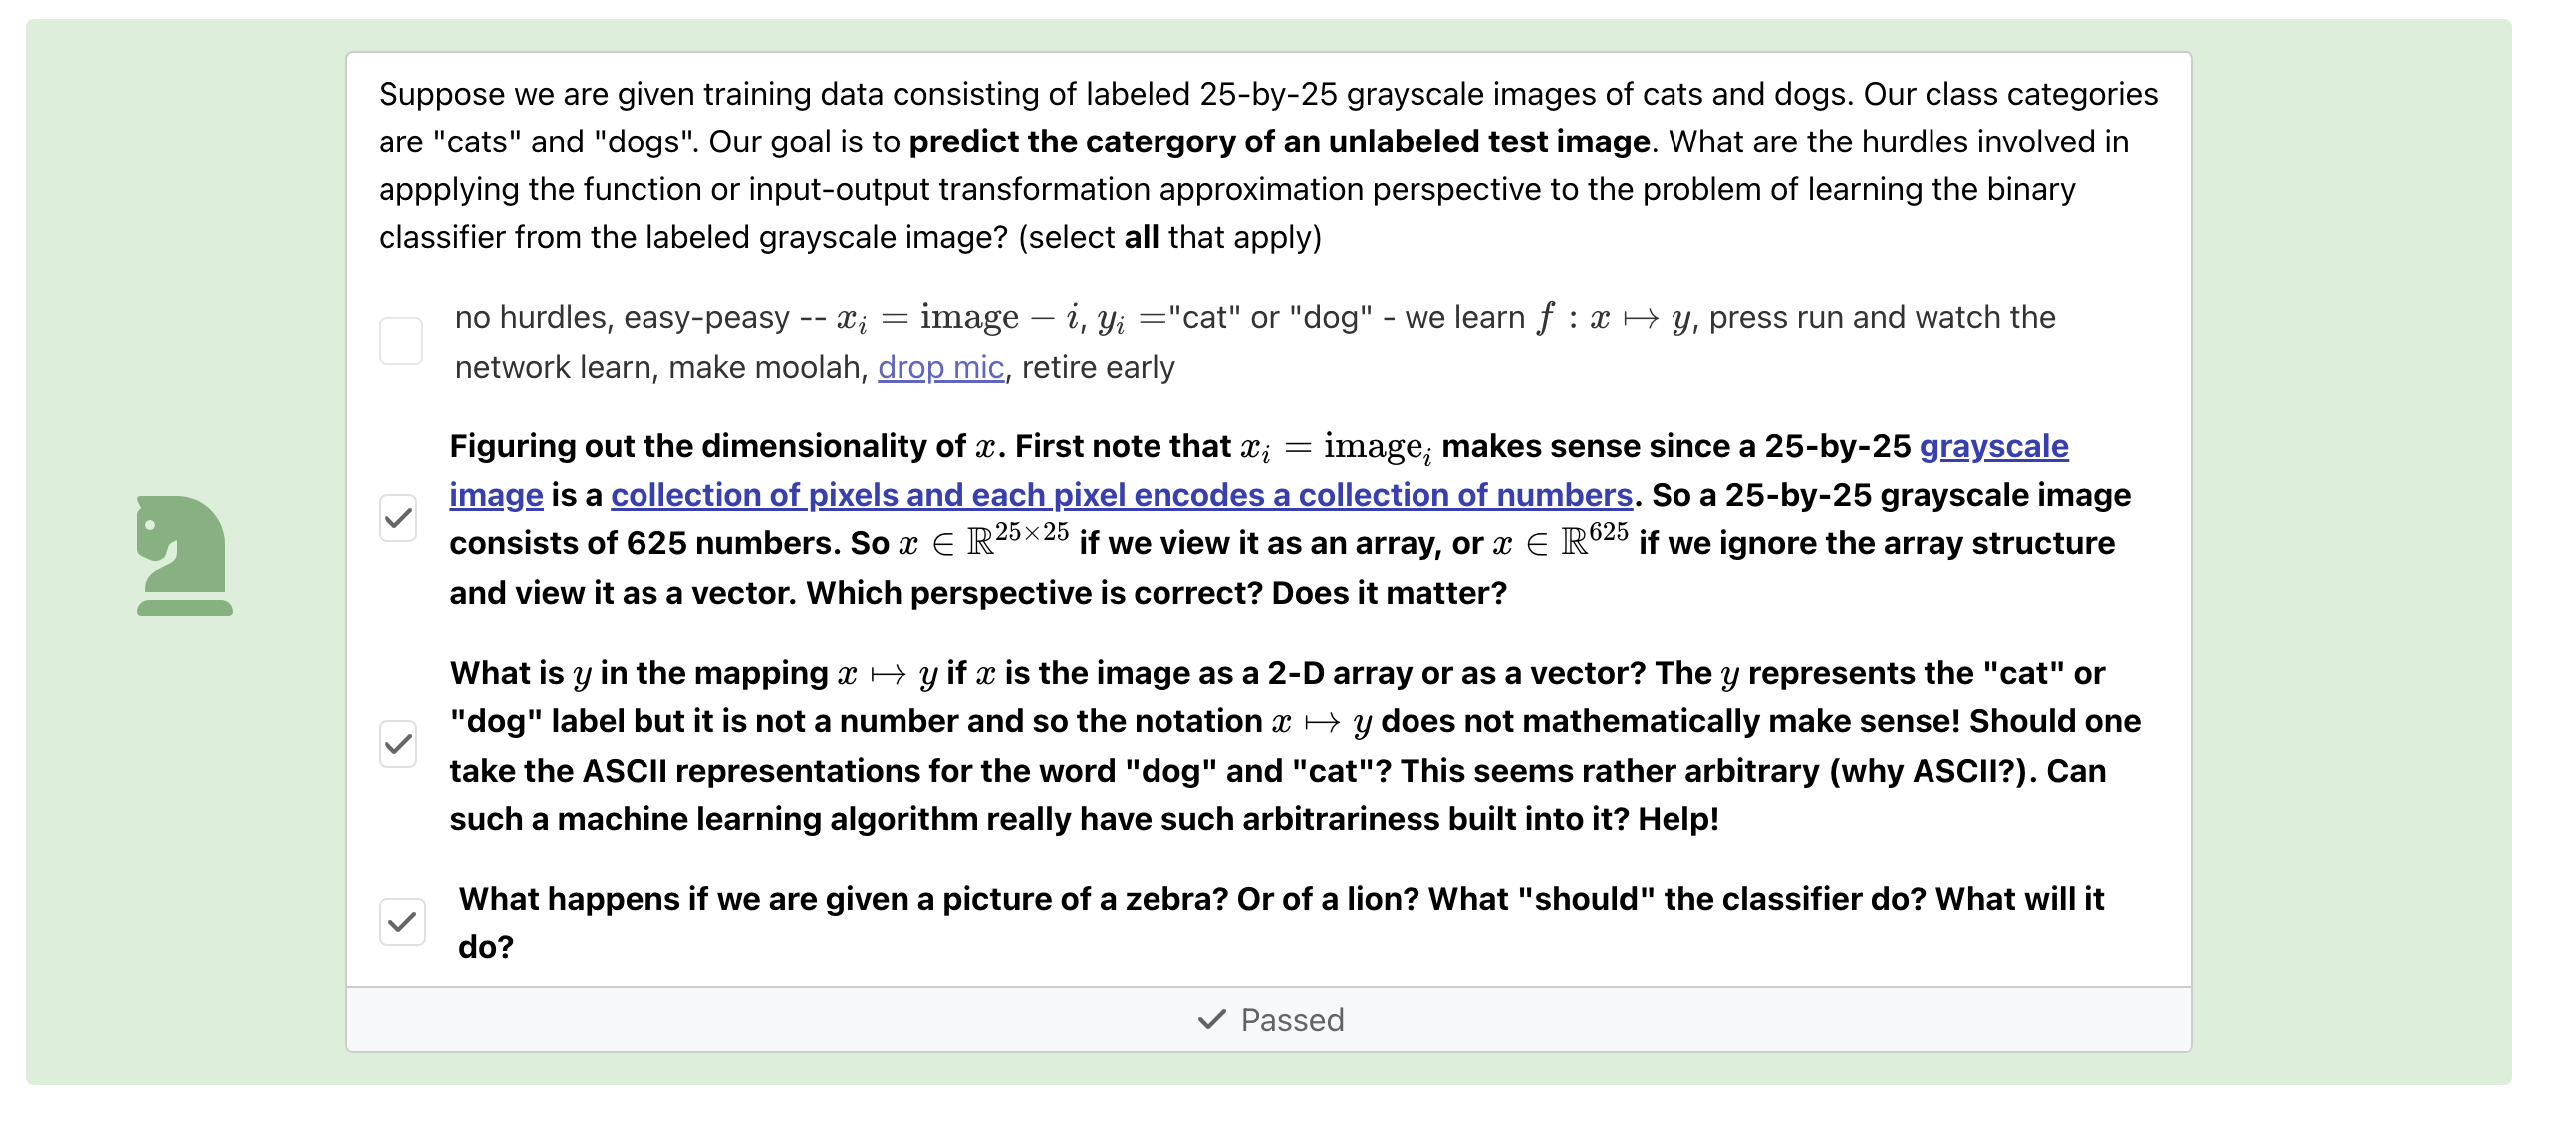 Suppose we are given training data consisting of labeled 25-by-25 grayscale images of cats and dogs. Our class categories
are "cats" and "dogs". Our goal is to predict the catergory of an unlabeled test image. What are the hurdles involved in
appplying the function or input-output transformation approximation perspective to the problem of learning the binary
classifier from the labeled grayscale image? (select all that apply)
no hurdles, easy-peasy -- $x_i = \text{image} - i$, $y_i =$"cat" or "dog" - we learn $f : x \mapsto y$, press run and watch the
network learn, make moolah, drop mic, retire early
Figuring out the dimensionality of $x$. First note that $x_i = \text{image}_i$ makes sense since a 25-by-25 grayscale
image is a collection of pixels and each pixel encodes a collection of numbers. So a 25-by-25 grayscale image
consists of 625 numbers. So $x \in \mathbb{R}^{25 \times 25}$ if we view it as an array, or $x \in \mathbb{R}^{625}$ if we ignore the array structure
and view it as a vector. Which perspective is correct? Does it matter?
What is $y$ in the mapping $x \mapsto y$ if $x$ is the image as a 2-D array or as a vector? The $y$ represents the "cat" or
"dog" label but it is not a number and so the notation $x \mapsto y$ does not mathematically make sense! Should one
take the ASCII representations for the word "dog" and "cat"? This seems rather arbitrary (why ASCII?). Can
such a machine learning algorithm really have such arbitrariness built into it? Help!
What happens if we are given a picture of a zebra? Or of a lion? What "should" the classifier do? What will it
do?
Passed